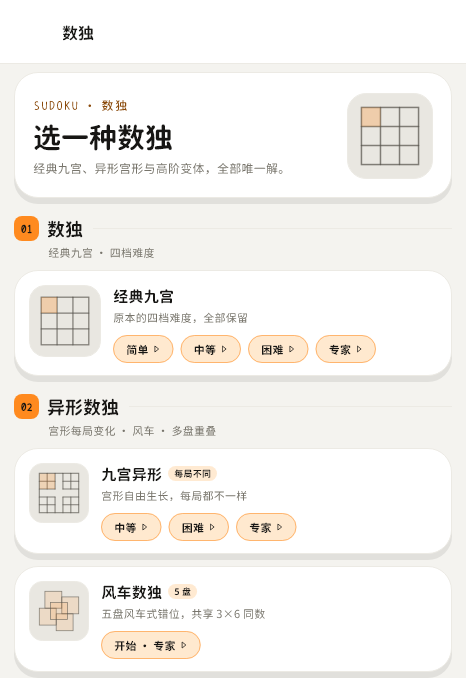 数独
SUDOKU · 数独
选一种数独
经典九宫、异形宫形与高阶变体，全部唯一解。
01 数独
经典九宫 · 四档难度
经典九宫
原本的四档难度，全部保留
简单 ▷ 中等 ▷ 困难 ▷ 专家 ▷
02 异形数独
宫形每局变化 · 风车 · 多盘重叠
九宫异形 每局不同
宫形自由生长，每局都不一样
中等 ▷ 困难 ▷ 专家 ▷
风车数独 5 盘
五盘风车式错位，共享 3×6 同数
开始 · 专家 ▷